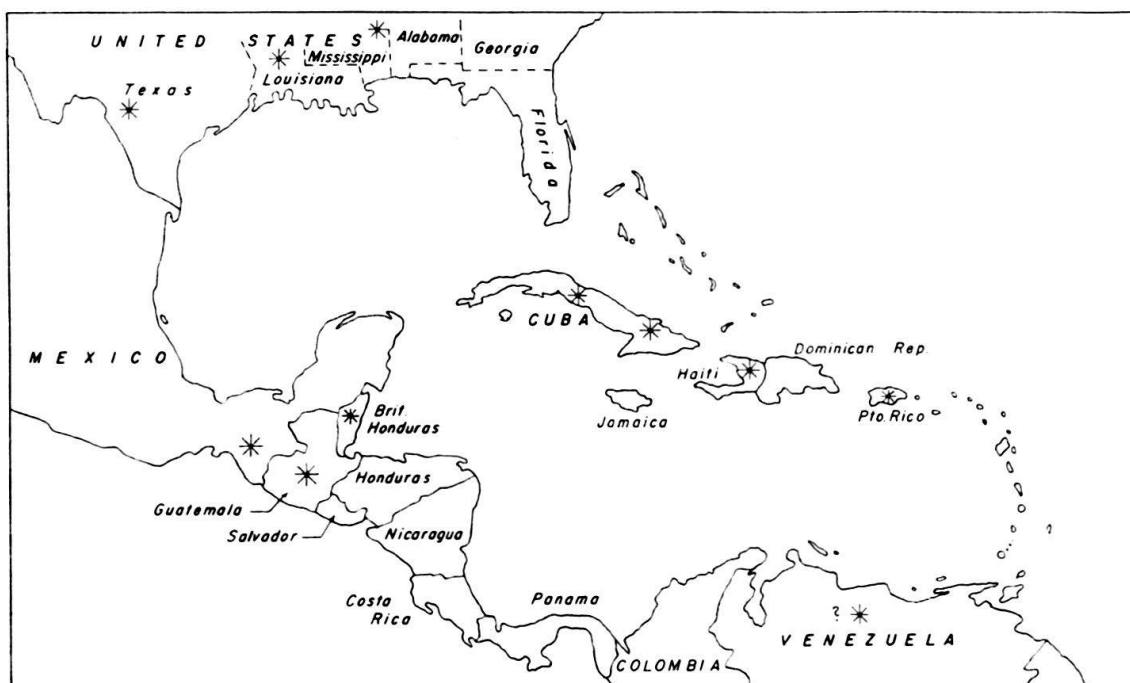 UNITED STATES
Alabama
Georgia
Mississippi
Louisiana
Texas
Florida
CUBA
MEXICO
Dominican Rep.
Haiti
Jamaica
Pto. Rico
Brit.
Honduras
Honduras
Guatemala
Salvador
Nicaragua
Costa
Rica
Panama
?
VENEZUELA
COLOMBIA